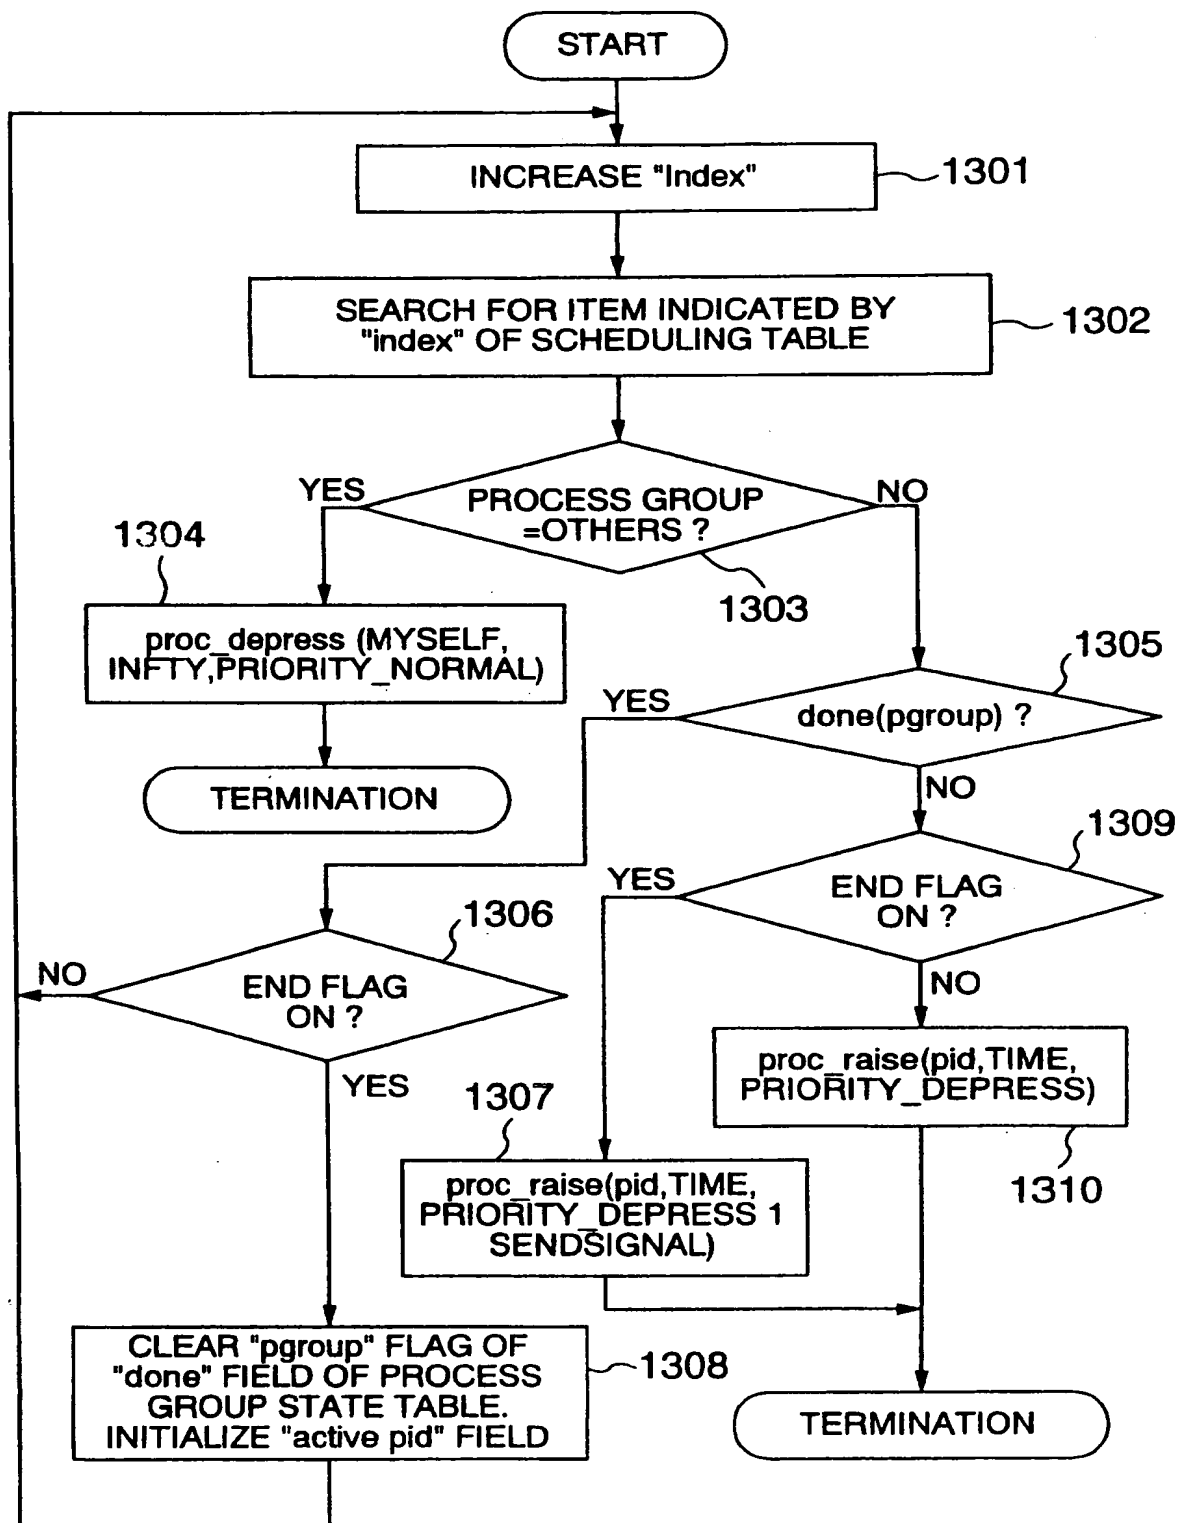 START
INCREASE "Index"
1301
SEARCH FOR ITEM INDICATED BY
"index" OF SCHEDULING TABLE
1302
YES
PROCESS GROUP
=OTHERS ?
NO
1303
1304
proc_depress (MYSELF,
INFTY,PRIORITY_NORMAL)
TERMINATION
1305
done(pgroup) ?
YES
NO
1309
END FLAG
ON ?
YES
NO
1306
END FLAG
ON ?
NO
YES
proc_raise(pid,TIME,
PRIORITY_DEPRESS)
1310
1307
proc_raise(pid,TIME,
PRIORITY_DEPRESS 1
SENDSIGNAL)
CLEAR "pgroup" FLAG OF
"done" FIELD OF PROCESS
GROUP STATE TABLE.
INITIALIZE "active pid" FIELD
1308
TERMINATION